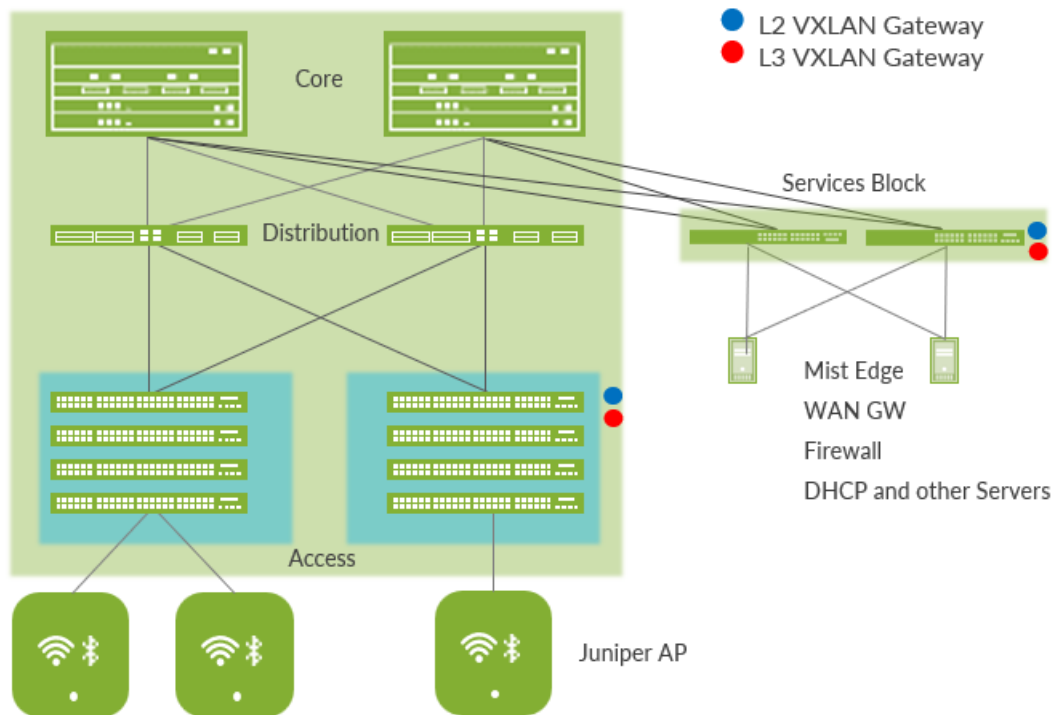 L2 VXLAN Gateway
L3 VXLAN Gateway
Core
Services Block
Distribution
Mist Edge
WAN GW
Firewall
DHCP and other Servers
Access
Juniper AP